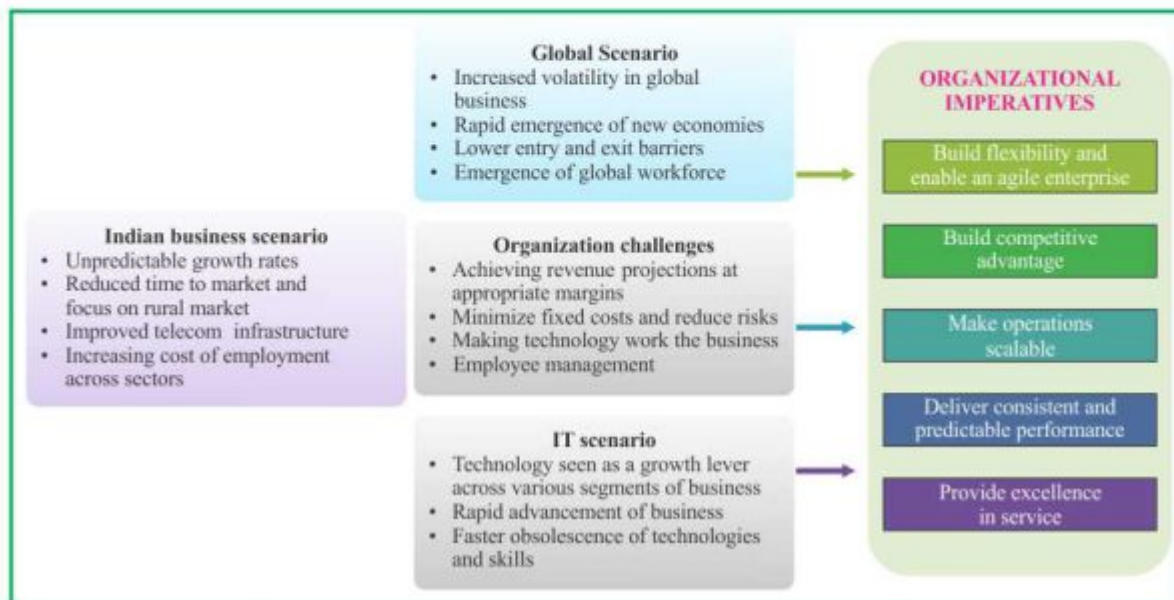 Indian business scenario
• Unpredictable growth rates
• Reduced time to market and
focus on rural market
• Improved telecom infrastructure
• Increasing cost of employment
across sectors
Global Scenario
• Increased volatility in global
business
• Rapid emergence of new economies
• Lower entry and exit barriers
• Emergence of global workforce
Organization challenges
• Achieving revenue projections at
appropriate margins
• Minimize fixed costs and reduce risks
• Making technology work the business
• Employee management
IT scenario
• Technology seen as a growth lever
across various segments of business
• Rapid advancement of business
• Faster obsolescence of technologies
and skills
ORGANIZATIONAL
IMPERATIVES
Build flexibility and
enable an agile enterprise
Build competitive
advantage
Make operations
scalable
Deliver consistent and
predictable performance
Provide excellence
in service